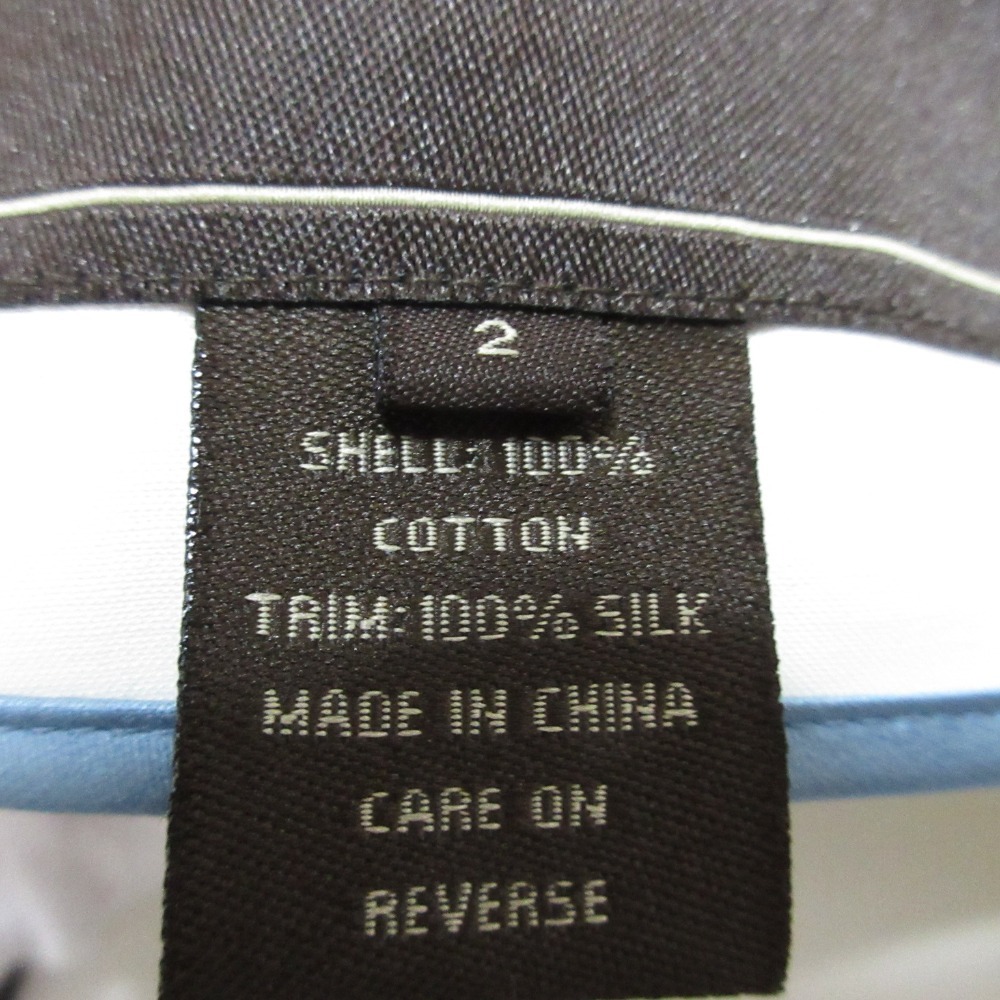 2
SHELL: 100%
COTTON
TRIM: 100% SILK
MADE IN CHINA
CARE ON
REVERSE